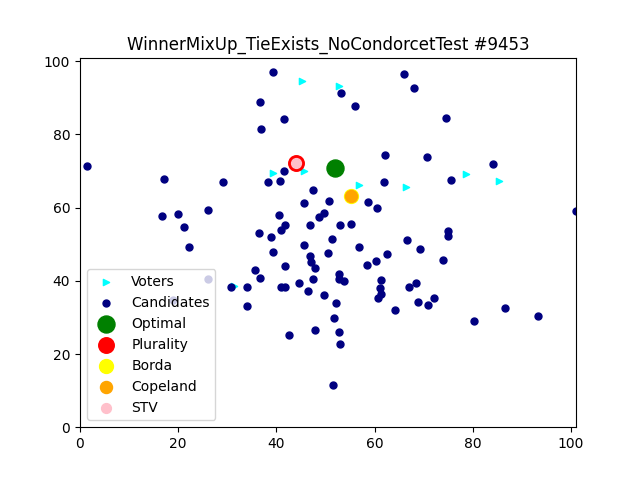 WinnerMixUp_TieExists_NoCondorcetTest #9453
100
80
60
40
20
0
0 20 40 60 80 100
Voters
Candidates
Optimal
Plurality
Borda
Copeland
STV